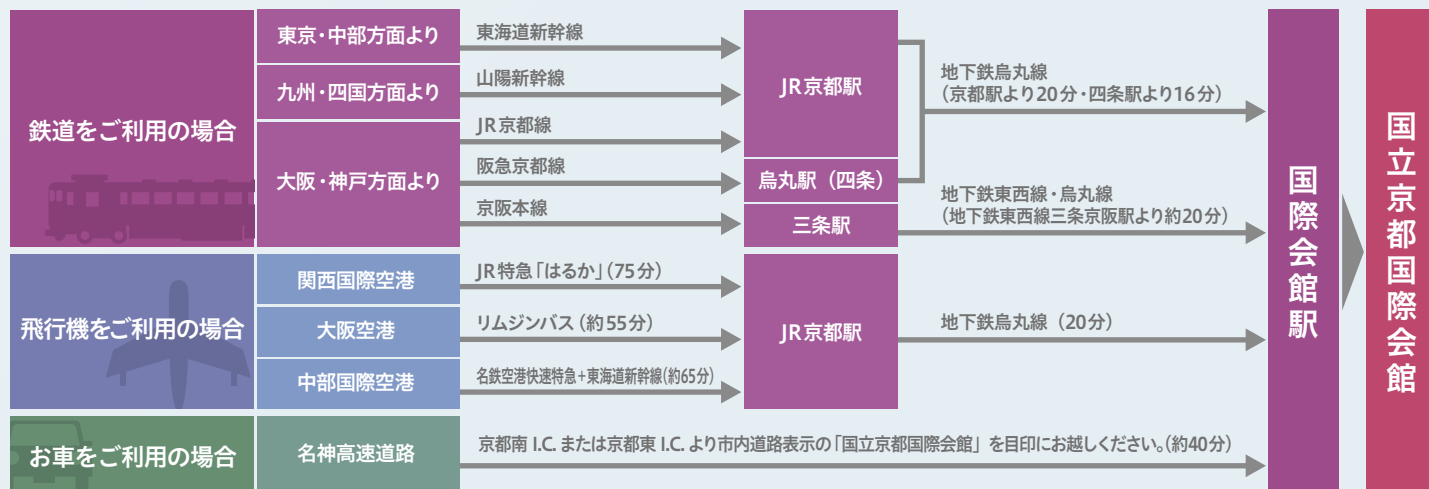 鉄道をご利用の場合
東京・中部方面より
東海道新幹線
九州・四国方面より
山陽新幹線
大阪・神戸方面より
JR京都線
阪急京都線
京阪本線
JR京都駅
烏丸駅（四条）
三条駅
地下鉄烏丸線
（京都駅より20分・四条駅より16分）
地下鉄東西線・烏丸線
（地下鉄東西線三条京阪駅より約20分）
飛行機をご利用の場合
関西国際空港
JR特急「はるか」（75分）
大阪空港
リムジンバス（約55分）
中部国際空港
名鉄空港快速特急＋東海道新幹線（約65分）
JR京都駅
地下鉄烏丸線（20分）
お車をご利用の場合
名神高速道路
京都南 I.C. または京都東 I.C. より市内道路表示の「国立京都国際会館」を目印にお越しください。（約40分）
国際会館駅
国立京都国際会館